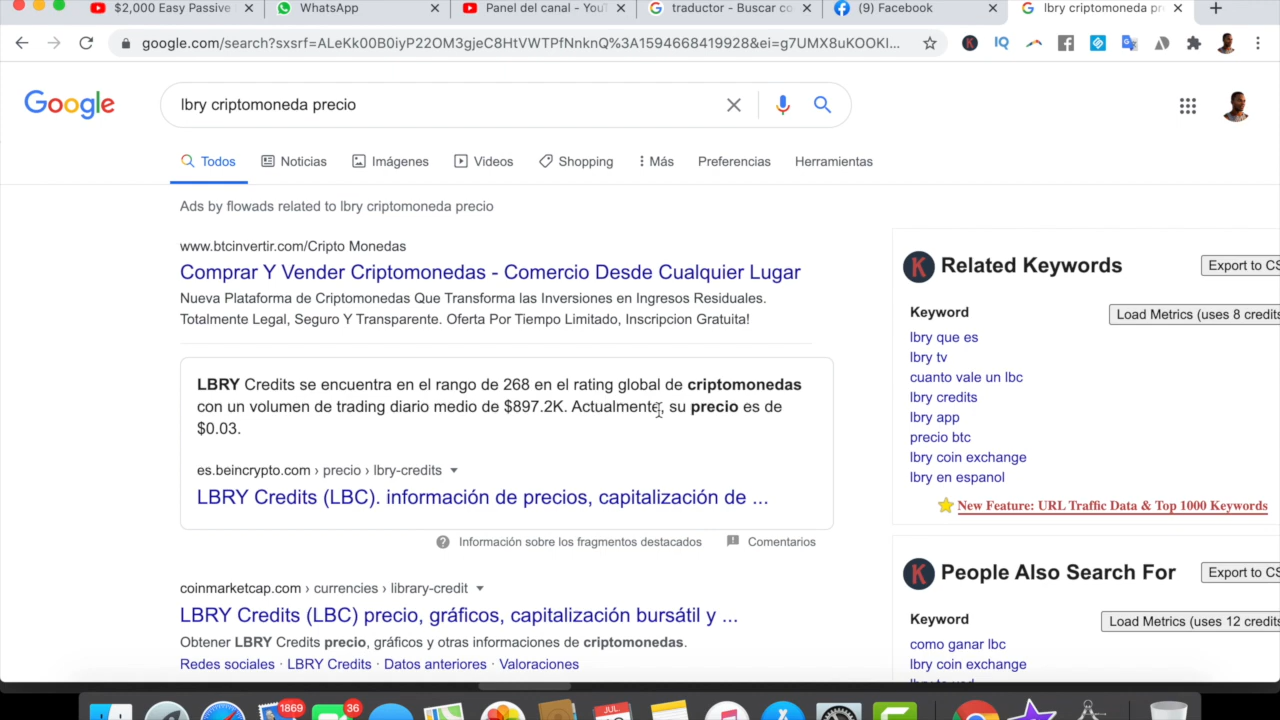 $2,000 Easy Passive
WhatsApp
Panel del canal - YouT
traductor - Buscar co
(9) Facebook
lbry criptomoneda pr
google.com/search?sxsrf=ALeKk00B0iyP22OM3gjeC8HtVWTPfNnknQ%3A1594668419928&ei=g7UMX8uKOOKI...
Google
lbry criptomoneda precio
Todos
Noticias
Imágenes
Videos
Shopping
Más
Preferencias
Herramientas
Ads by flowads related to lbry criptomoneda precio
www.btcinvertir.com/Cripto Monedas
Comprar Y Vender Criptomonedas - Comercio Desde Cualquier Lugar
Nueva Plataforma de Criptomonedas Que Transforma las Inversiones en Ingresos Residuales.
Totalmente Legal, Seguro Y Transparente. Oferta Por Tiempo Limitado, Inscripcion Gratuita!
LBRY Credits se encuentra en el rango de 268 en el rating global de criptomonedas
con un volumen de trading diario medio de $897.2K. Actualmente, su precio es de
$0.03.
es.beincrypto.com › precio › lbry-credits
LBRY Credits (LBC). información de precios, capitalización de ...
Información sobre los fragmentos destacados
Comentarios
coinmarketcap.com › currencies › library-credit
LBRY Credits (LBC) precio, gráficos, capitalización bursátil y ...
Obtener LBRY Credits precio, gráficos y otras informaciones de criptomonedas.
Redes sociales · LBRY Credits · Datos anteriores · Valoraciones
Related Keywords
Export to CS
Keyword
Load Metrics (uses 8 credits
lbry que es
lbry tv
cuanto vale un lbc
lbry credits
lbry app
precio btc
lbry coin exchange
lbry en espanol
New Feature: URL Traffic Data & Top 1000 Keywords
People Also Search For
Export to CS
Keyword
Load Metrics (uses 12 credits
como ganar lbc
lbry coin exchange
1869
36
JUL